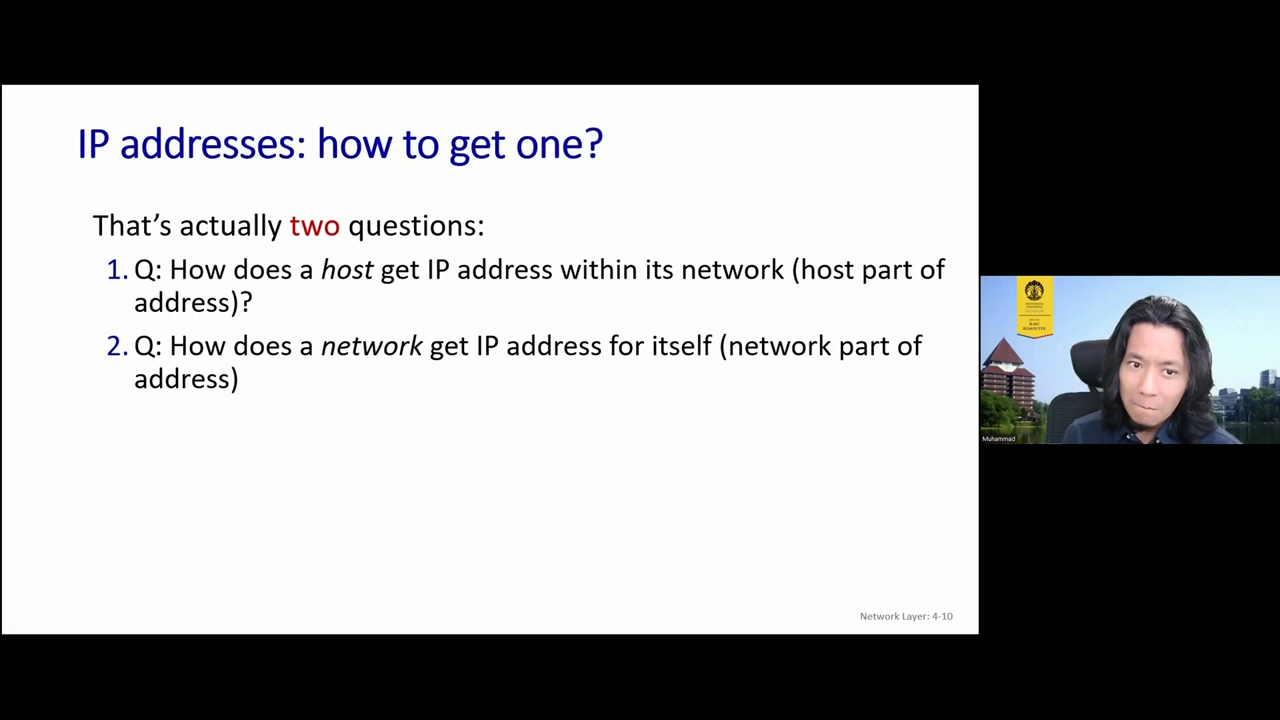 IP addresses: how to get one?
That’s actually two questions:
1. Q: How does a host get IP address within its network (host part of
address)?
2. Q: How does a network get IP address for itself (network part of
address)
Network Layer: 4-10
ILMU
KOMPUTER
Muhammad